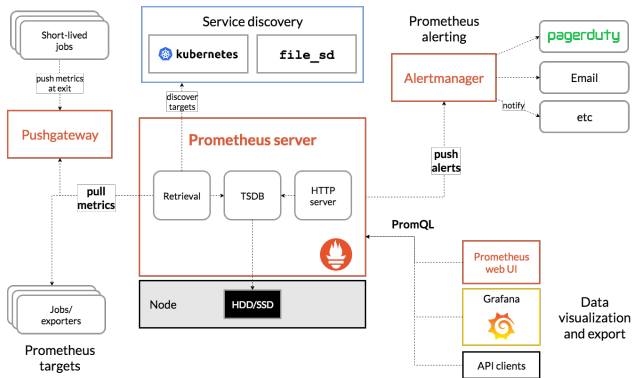 Short-lived
jobs
push metrics
at exit
Pushgateway
Service discovery
kubernetes
file_sd
discover
targets
Prometheus
alerting
Alertmanager
pagerduty
Email
etc
notify
push
alerts
Prometheus server
Retrieval
TSDB
HTTP
server
pull
metrics
PromQL
Node
HDD/SSD
Jobs/
exporters
Prometheus
targets
Prometheus
web UI
Grafana
API clients
Data
visualization
and export